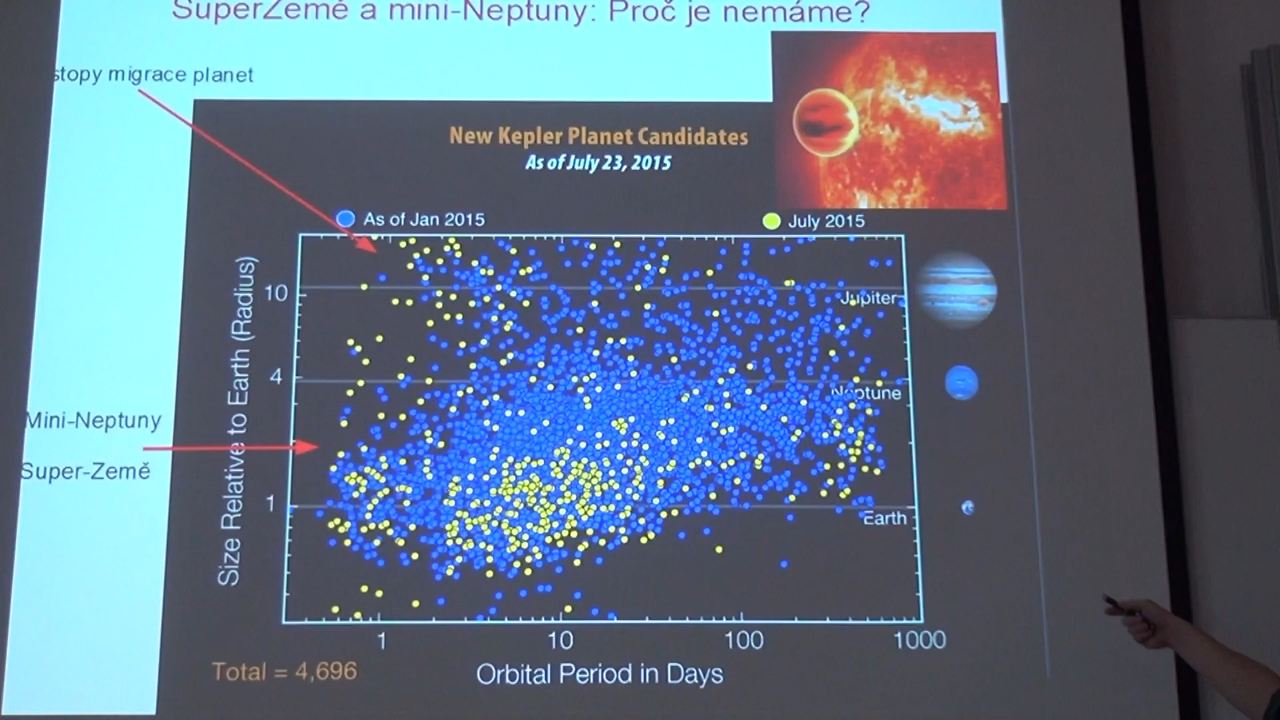 SuperZemě a mini-Neptuny: Proč je nemáme?
stopy migrace planet
New Kepler Planet Candidates
As of July 23, 2015
As of Jan 2015
July 2015
Size Relative to Earth (Radius)
10
4
1
Jupiter
Neptune
Earth
Mini-Neptuny
Super-Země
1
10
100
1000
Orbital Period in Days
Total = 4,696